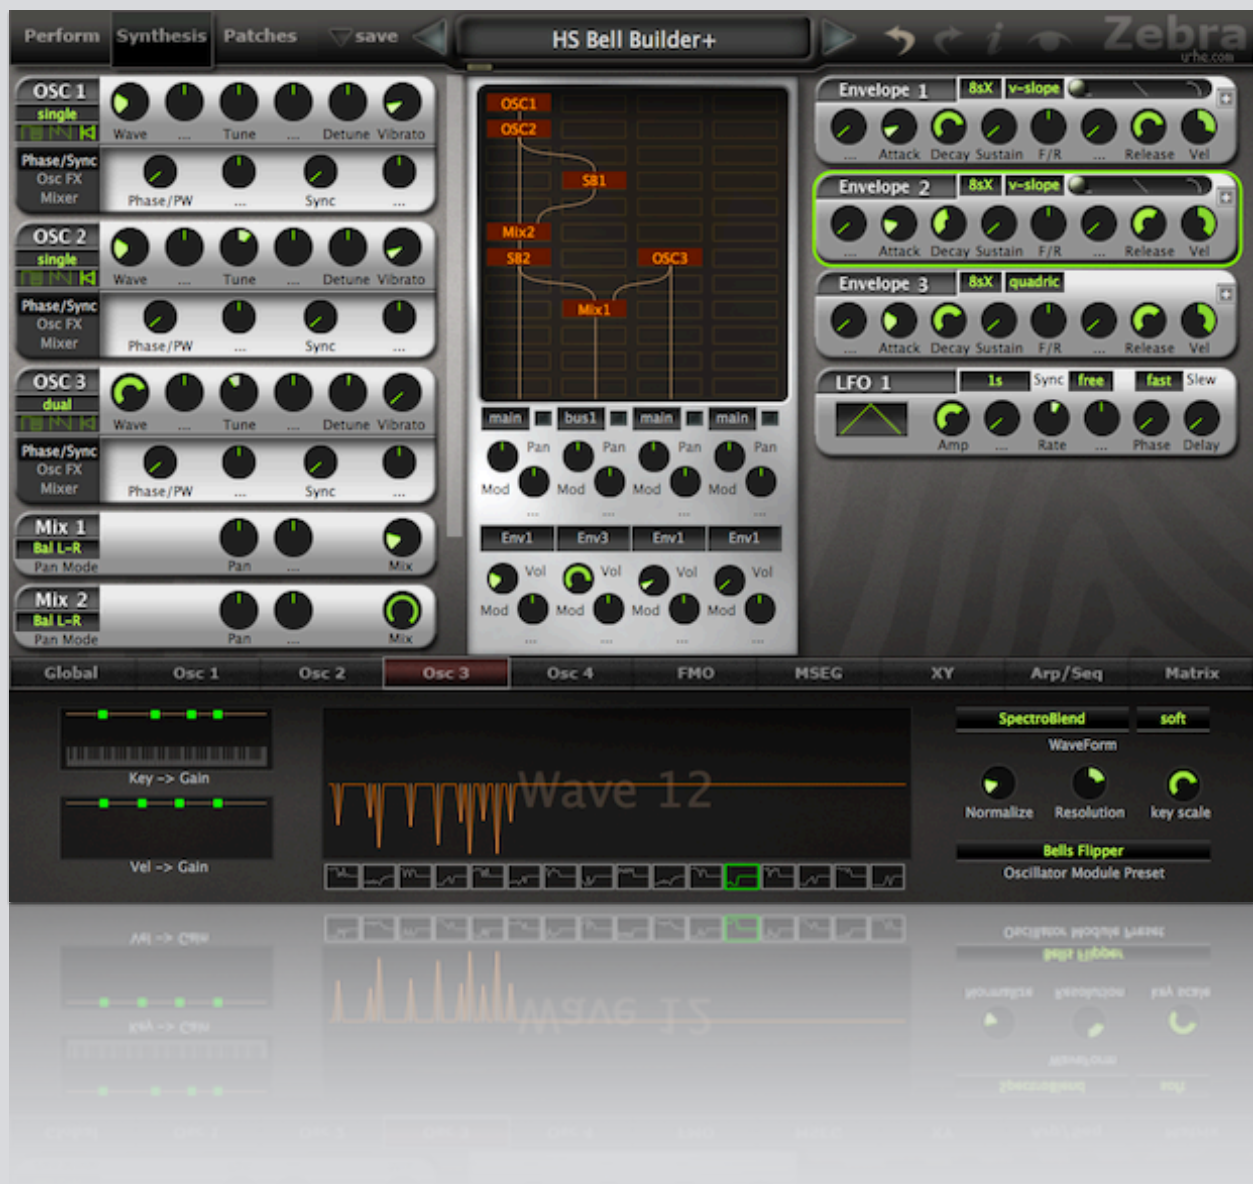 Perform Synthesis Patches save HS Bell Builder+ i Zebra
u-he.com
OSC 1
single
Wave ... Tune ... Detune Vibrato
Phase/Sync
Osc FX
Mixer
Phase/PW ... Sync ...
OSC 2
single
Wave ... Tune ... Detune Vibrato
Phase/Sync
Osc FX
Mixer
Phase/PW ... Sync ...
OSC 3
dual
Wave ... Tune ... Detune Vibrato
Phase/Sync
Osc FX
Mixer
Phase/PW ... Sync ...
Mix 1
Bal L-R
Pan Mode Pan ... Mix
Mix 2
Bal L-R
Pan Mode Pan ... Mix
OSC1
OSC2
SB1
Mix2
SB2 OSC3
Mix1
main bus1 main main
Pan Pan Pan Pan
Mod Mod Mod Mod
... ... ... ...
Env1 Env3 Env1 Env1
Vol Vol Vol Vol
Mod Mod Mod Mod
... ... ... ...
Envelope 1 8sX v-slope
... Attack Decay Sustain F/R ... Release Vel
Envelope 2 8sX v-slope
... Attack Decay Sustain F/R ... Release Vel
Envelope 3 8sX quadric
... Attack Decay Sustain F/R ... Release Vel
LFO 1 1s Sync free fast Slew
Amp ... Rate ... Phase Delay
Global Osc 1 Osc 2 Osc 3 Osc 4 FMO MSEG XY Arp/Seq Matrix
Key -> Gain
Vel -> Gain
Wave 12
SpectroBlend soft
WaveForm
Normalize Resolution key scale
Bells Flipper
Oscillator Module Preset